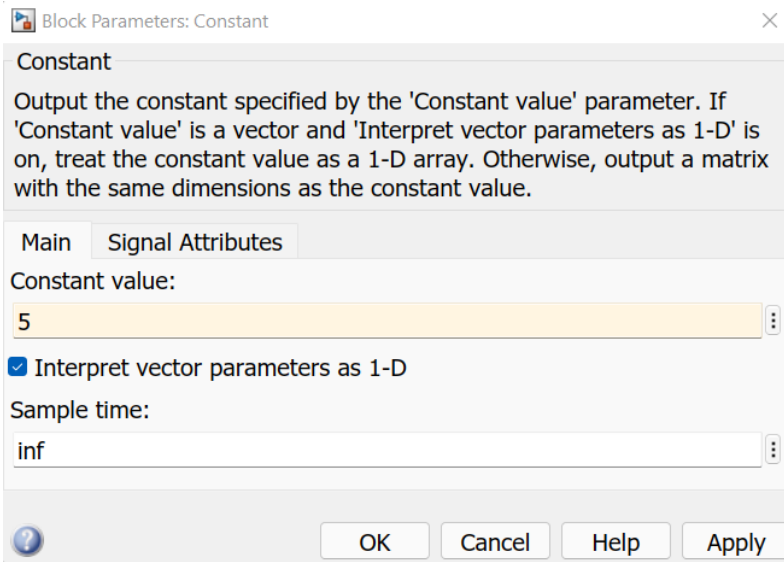 Block Parameters: Constant
Constant
Output the constant specified by the 'Constant value' parameter. If
'Constant value' is a vector and 'Interpret vector parameters as 1-D' is
on, treat the constant value as a 1-D array. Otherwise, output a matrix
with the same dimensions as the constant value.
Main Signal Attributes
Constant value:
5
Interpret vector parameters as 1-D
Sample time:
inf
OK Cancel Help Apply